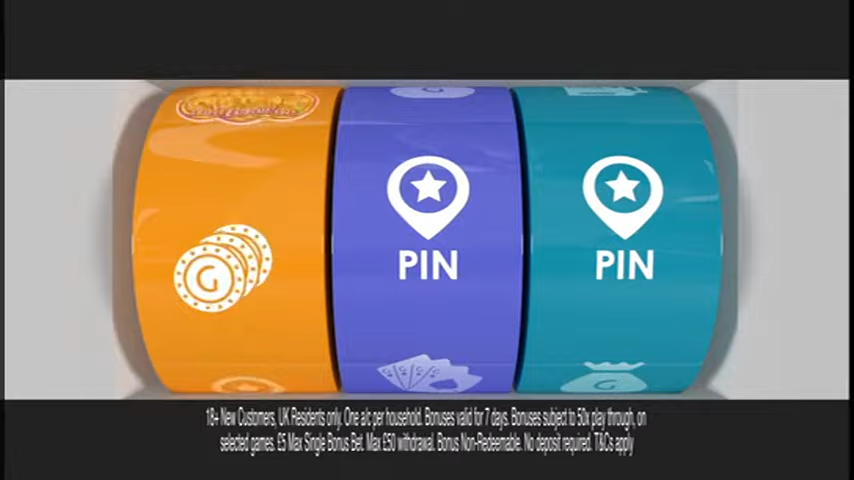 G
G
PIN
PIN
G
G
18+ New Customers, UK Residents only. One a/c per household. Bonuses valid for 7 days. Bonuses subject to 50x play through, on
selected games. £5 Max Single Bonus Bet. Max £50 withdrawal. Bonus Non-Redeemable. No deposit required. T&Cs apply